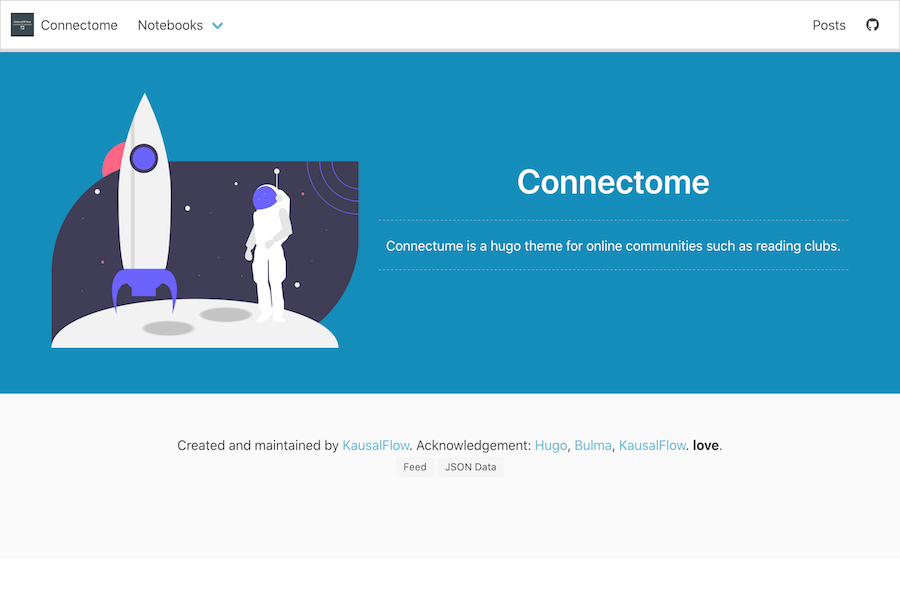 Connectome
Notebooks
Posts
Connectome
Connectume is a hugo theme for online communities such as reading clubs.
Created and maintained by KausalFlow. Acknowledgement: Hugo, Bulma, KausalFlow. love.
Feed
JSON Data